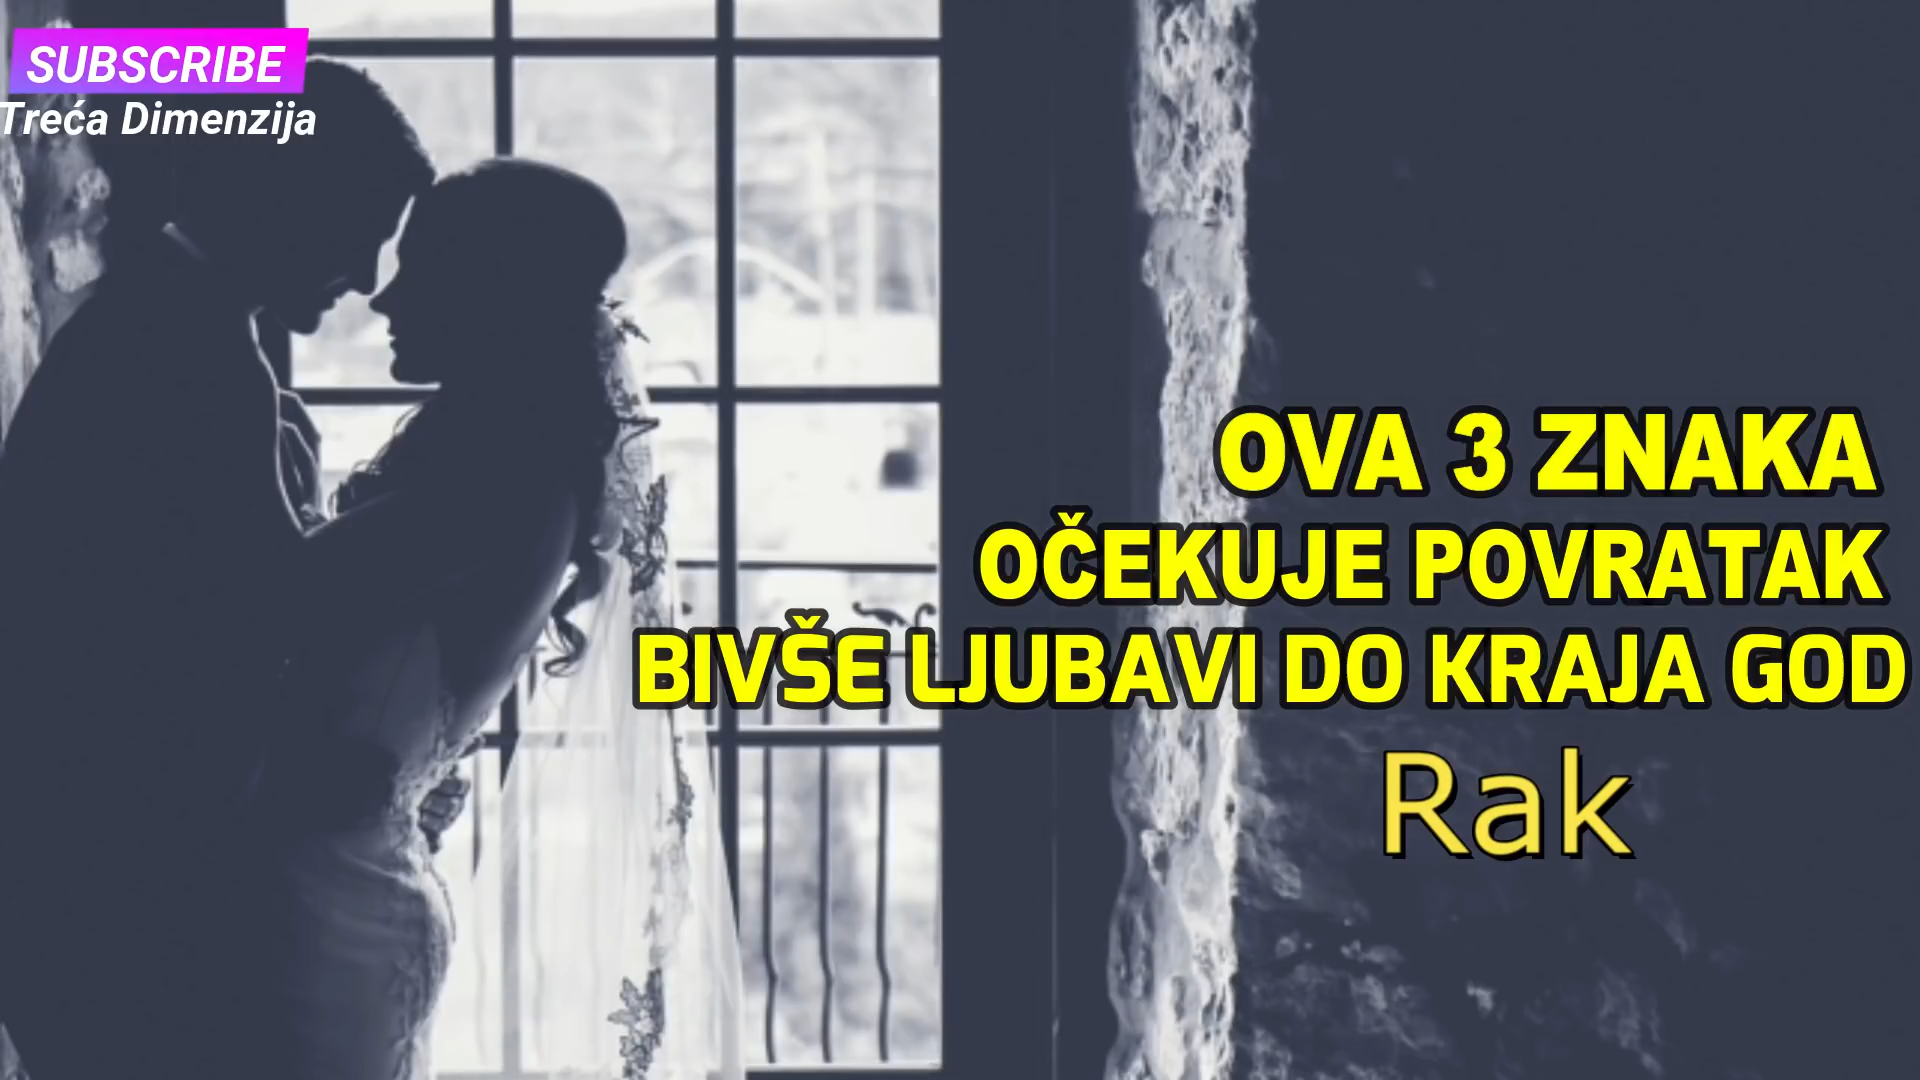 SUBSCRIBE
Treća Dimenzija
OVA 3 ZNAKA
OČEKUJE POVRATAK
BIVŠE LJUBAVI DO KRAJA GOD
Rak